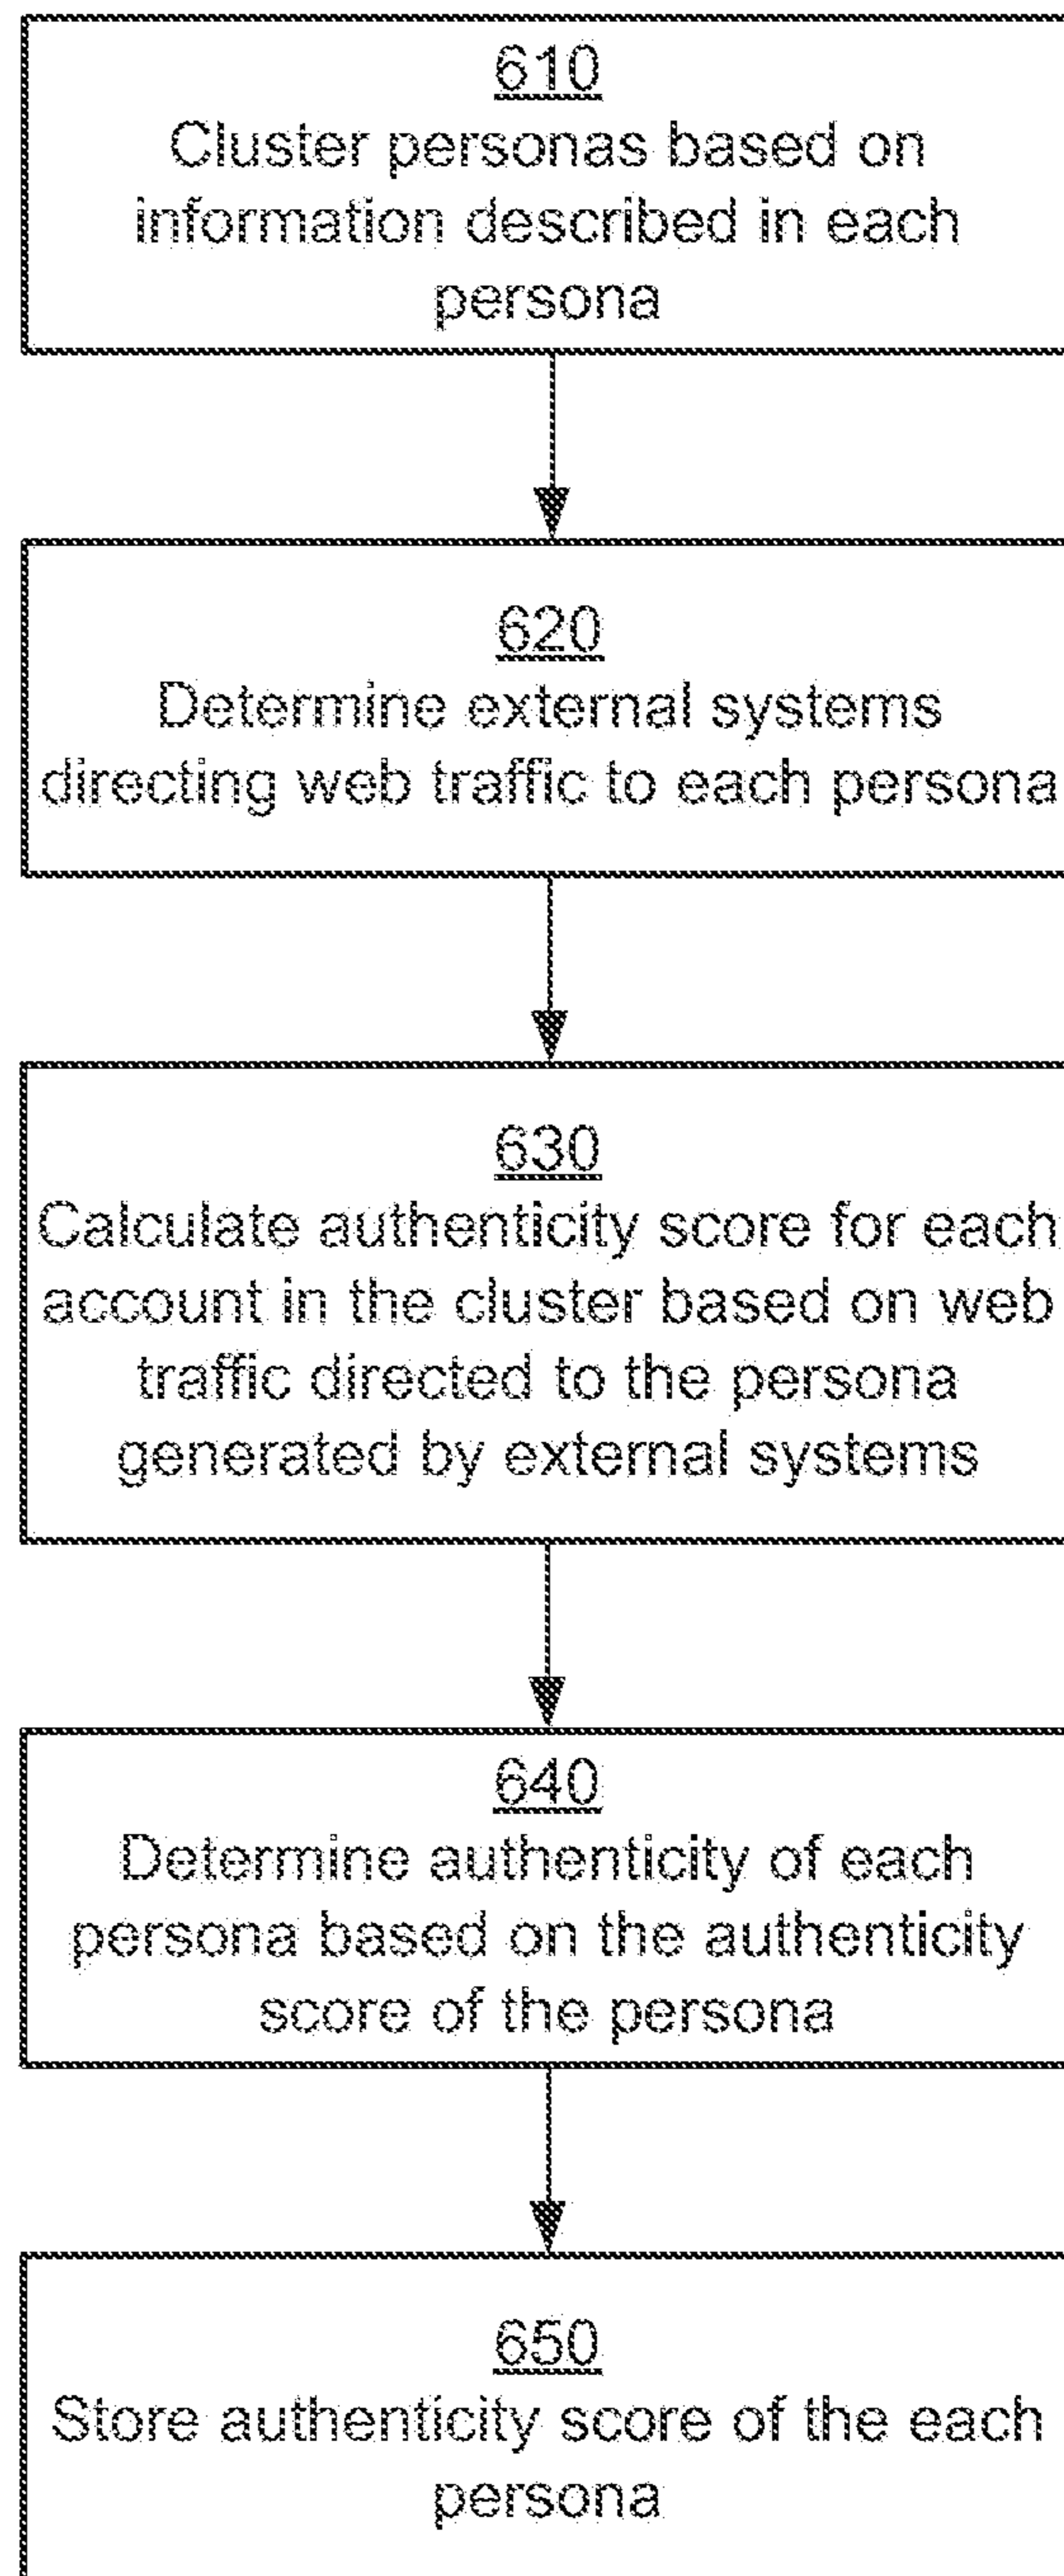 610
Cluster personas based on
information described in each
persona
620
Determine external systems
directing web traffic to each persona
630
Calculate authenticity score for each
account in the cluster based on web
traffic directed to the persona
generated by external systems
640
Determine authenticity of each
persona based on the authenticity
score of the persona
650
Store authenticity score of the each
persona